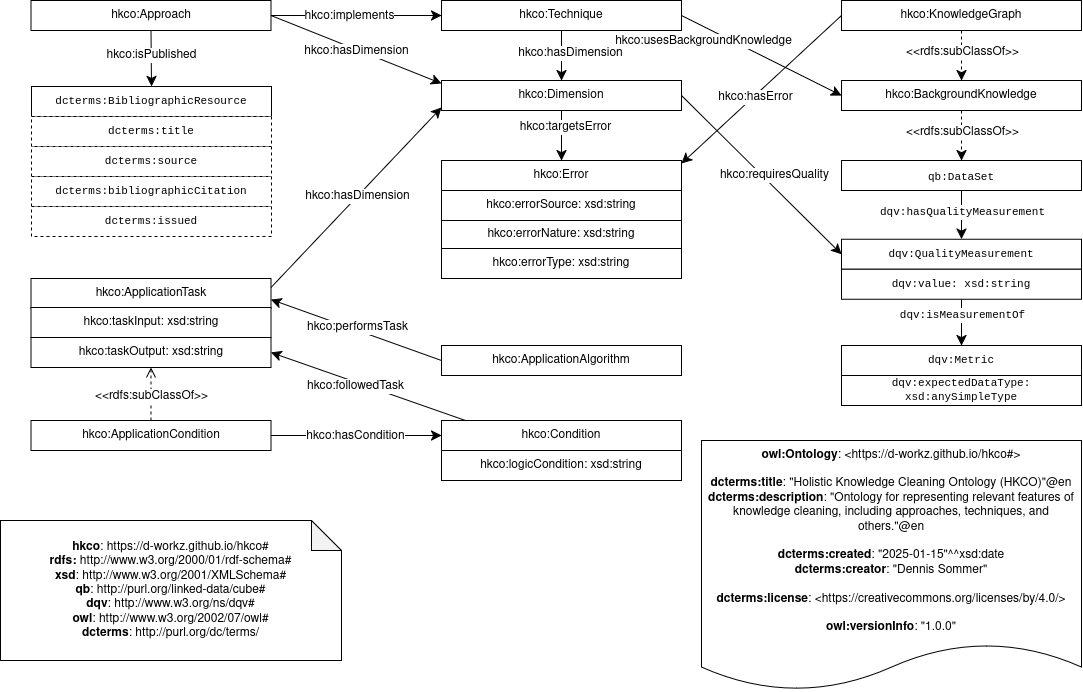 hkco:Approach
hkco:implements
hkco:Technique
hkco:usesBackgroundKnowledge
hkco:KnowledgeGraph
hkco:isPublished
hkco:hasDimension
hkco:hasDimension
<<rdfs:subClassOf>>
hkco:hasError
dcterms:BibliographicResource
dcterms:title
dcterms:source
dcterms:bibliographicCitation
dcterms:issued
hkco:Dimension
hkco:BackgroundKnowledge
hkco:targetsError
<<rdfs:subClassOf>>
hkco:Error
hkco:errorSource: xsd:string
hkco:errorNature: xsd:string
hkco:errorType: xsd:string
hkco:requiresQuality
qb:DataSet
hkco:hasDimension
dqv:hasQualityMeasurement
dqv:QualityMeasurement
dqv:value: xsd:string
dqv:isMeasurementOf
hkco:ApplicationTask
hkco:taskInput: xsd:string
hkco:taskOutput: xsd:string
hkco:performsTask
hkco:ApplicationAlgorithm
dqv:Metric
dqv:expectedDataType:
xsd:anySimpleType
hkco:followedTask
<<rdfs:subClassOf>>
hkco:ApplicationCondition
hkco:hasCondition
hkco:Condition
hkco:logicCondition: xsd:string
owl:Ontology: <https://d-workz.github.io/hkco#>
dcterms:title: "Holistic Knowledge Cleaning Ontology (HKCO)"@en
dcterms:description: "Ontology for representing relevant features of
knowledge cleaning, including approaches, techniques, and
others."@en
dcterms:created: "2025-01-15"^^xsd:date
dcterms:creator: "Dennis Sommer"
dcterms:license: <https://creativecommons.org/licenses/by/4.0/>
owl:versionInfo: "1.0.0"
hkco: https://d-workz.github.io/hkco#
rdfs: http://www.w3.org/2000/01/rdf-schema#
xsd: http://www.w3.org/2001/XMLSchema#
qb: http://purl.org/linked-data/cube#
dqv: http://www.w3.org/ns/dqv#
owl: http://www.w3.org/2002/07/owl#
dcterms: http://purl.org/dc/terms/